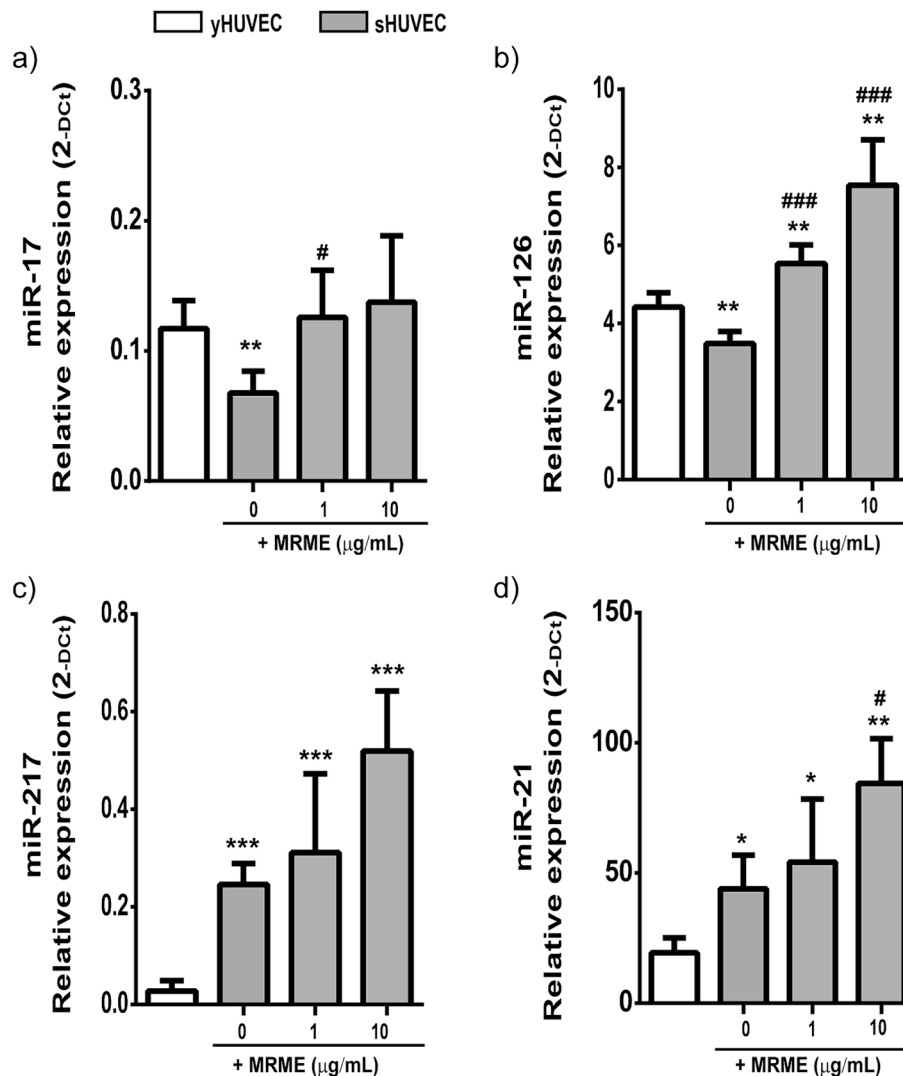 yHUVEC sHUVEC
a)
miR-17
Relative expression (2-DCt)
0.3
0.2
0.1
0.0
**
#
0 1 10
+ MRME (µg/mL)
b)
miR-126
Relative expression (2-DCt)
10
8
6
4
2
0
**
###
**
###
**
0 1 10
+ MRME (µg/mL)
c)
miR-217
Relative expression (2-DCt)
0.8
0.6
0.4
0.2
0.0
***
***
***
0 1 10
+ MRME (µg/mL)
d)
miR-21
Relative expression (2-DCt)
150
100
50
0
*
*
#
**
0 1 10
+ MRME (µg/mL)